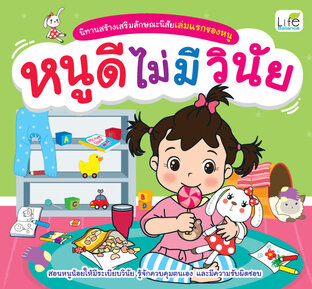 นิทานสร้างเสริมลักษณะนิสัยเล่มแรกของหนู
Life
Balance
หนูดีไม่มีวินัย
สอนหนูน้อยให้มีระเบียบวินัย รู้จักควบคุมตนเอง และมีความรับผิดชอบ